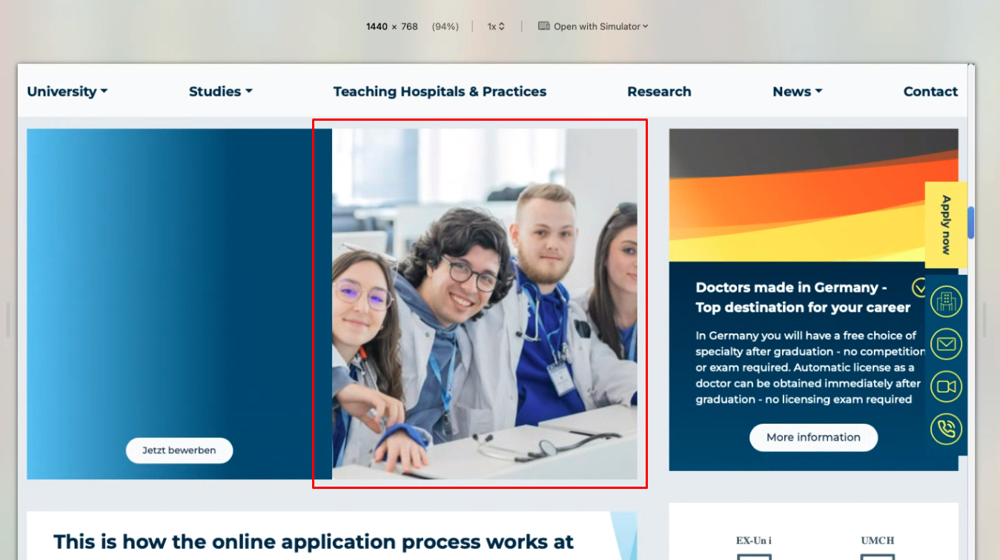 1440 × 768 (94%) 1x Open with Simulator
University Studies Teaching Hospitals & Practices Research News Contact
Jetzt bewerben
Doctors made in Germany -
Top destination for your career
In Germany you will have a free choice of
specialty after graduation - no competition
or exam required. Automatic license as a
doctor can be obtained immediately after
graduation - no licensing exam required
More information
Apply now
This is how the online application process works at
EX-Un i UMCH